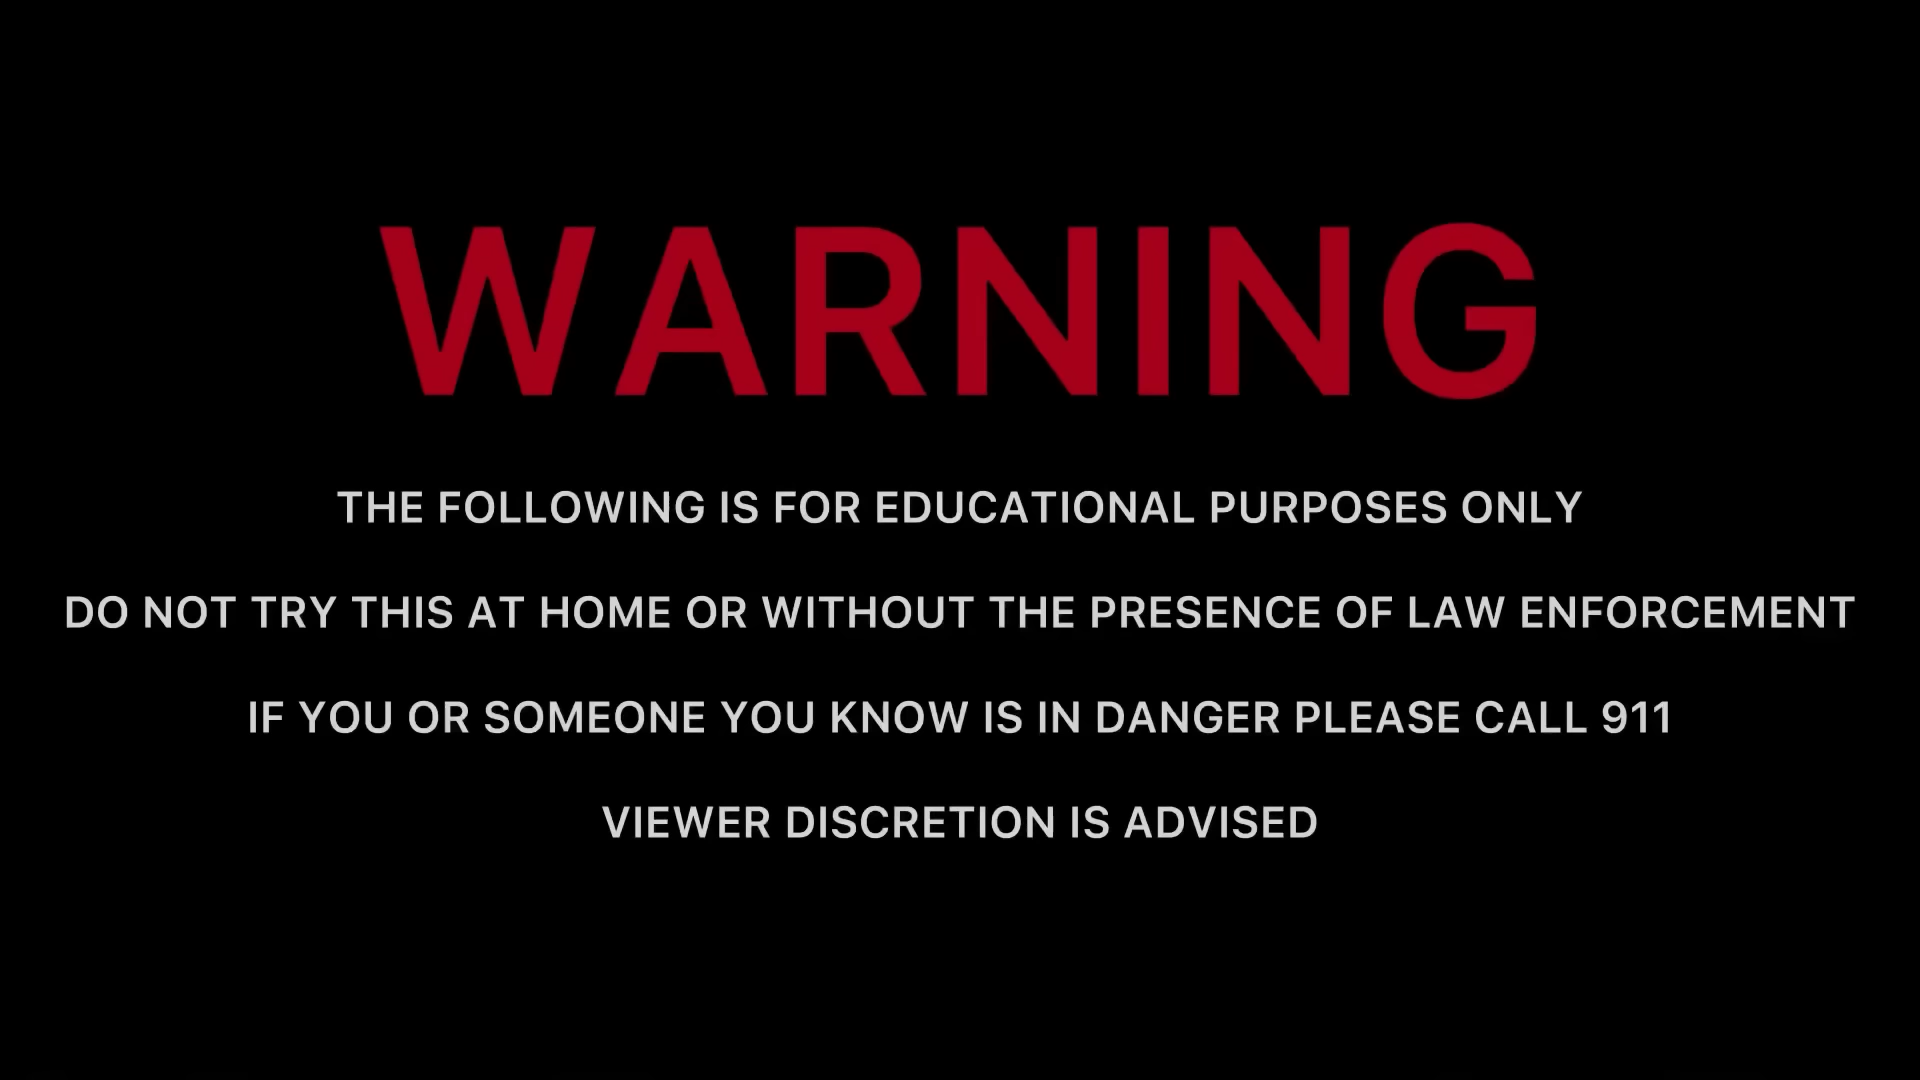 WARNING
THE FOLLOWING IS FOR EDUCATIONAL PURPOSES ONLY
DO NOT TRY THIS AT HOME OR WITHOUT THE PRESENCE OF LAW ENFORCEMENT
IF YOU OR SOMEONE YOU KNOW IS IN DANGER PLEASE CALL 911
VIEWER DISCRETION IS ADVISED